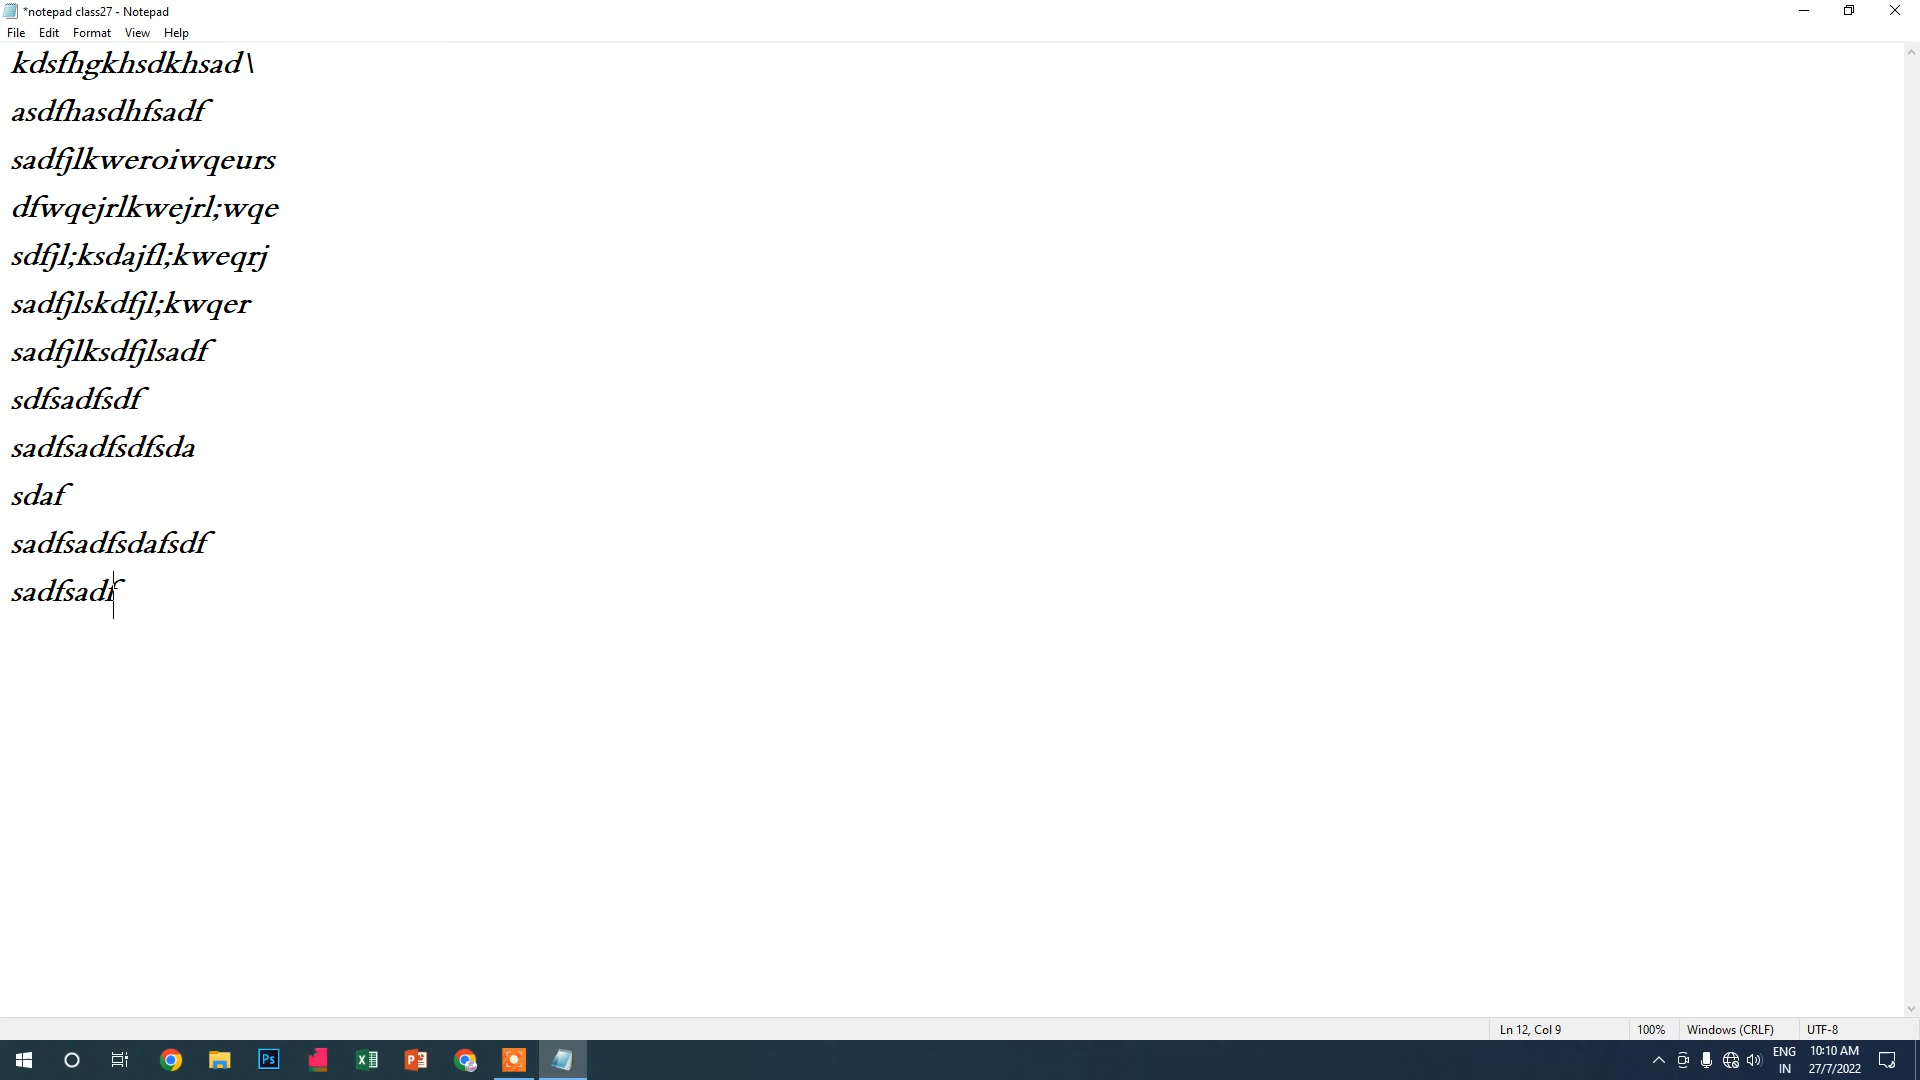 *notepad class27 - Notepad
File Edit Format View Help
kdsfhgkhsdkhsad\
asdfhasdhfsadf
sadfjlkweroiwqeurs
dfwqejrlkwejrl;wqe
sdfjl;ksdajfl;kweqrj
sadfjlskdfjl;kwqer
sadfjlksdfjlsadf
sdfsadfsdf
sadfsadfsdfsda
sdaf
sadfsadfsdafsdf
sadfsadf
Ln 12, Col 9 100% Windows (CRLF) UTF-8
Ps
ENG 10:10 AM
IN 27/7/2022